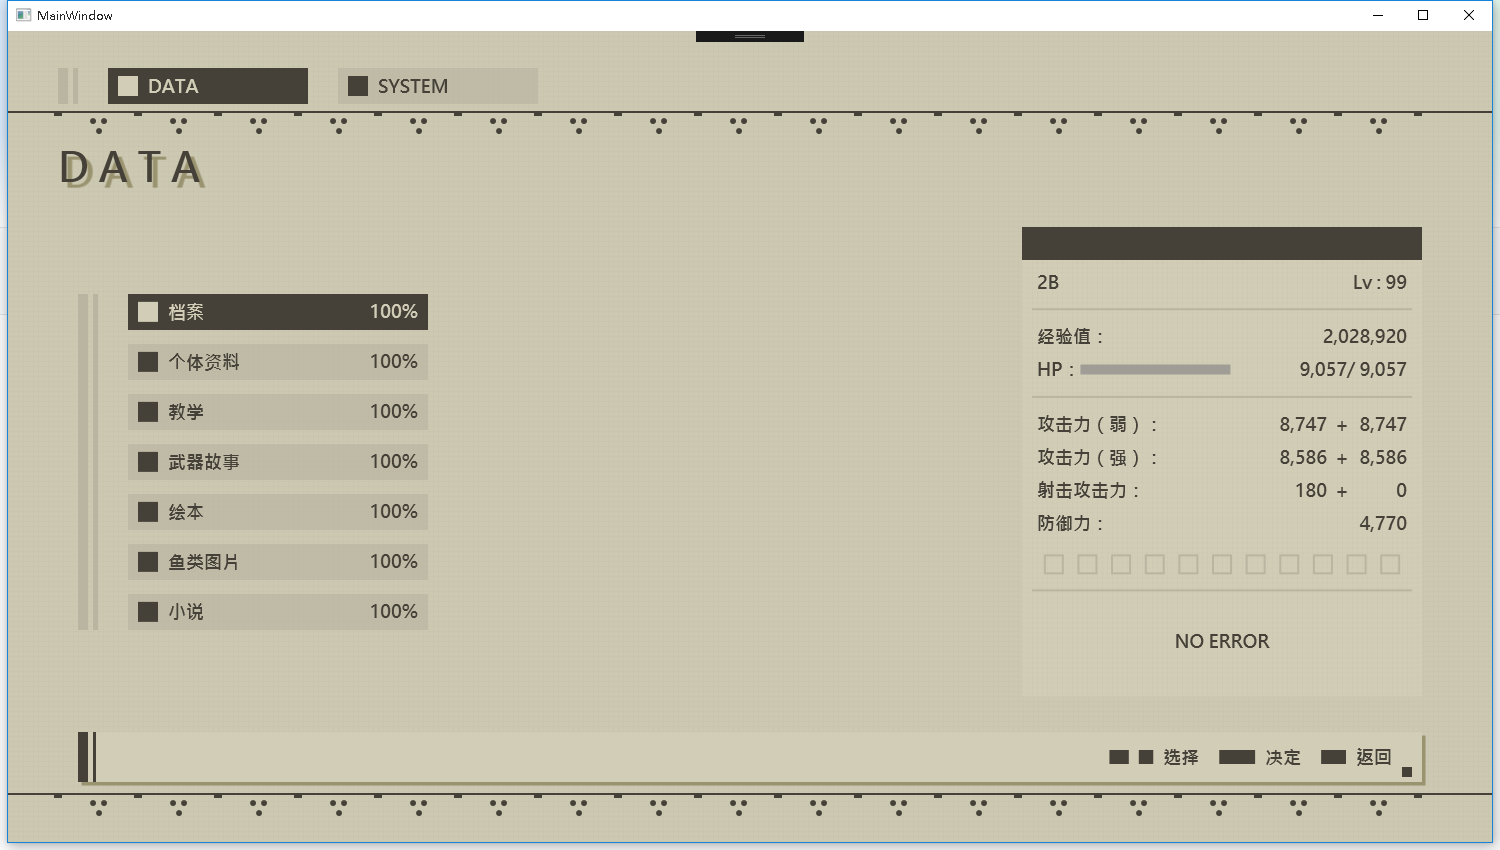 MainWindow
DATA SYSTEM
DATA
档案 100%
个体资料 100%
教学 100%
武器故事 100%
绘本 100%
鱼类图片 100%
小说 100%
2B Lv : 99
经验值： 2,028,920
HP： 9,057/ 9,057
攻击力（弱）： 8,747 + 8,747
攻击力（强）： 8,586 + 8,586
射击攻击力： 180 + 0
防御力： 4,770
NO ERROR
选择 决定 返回